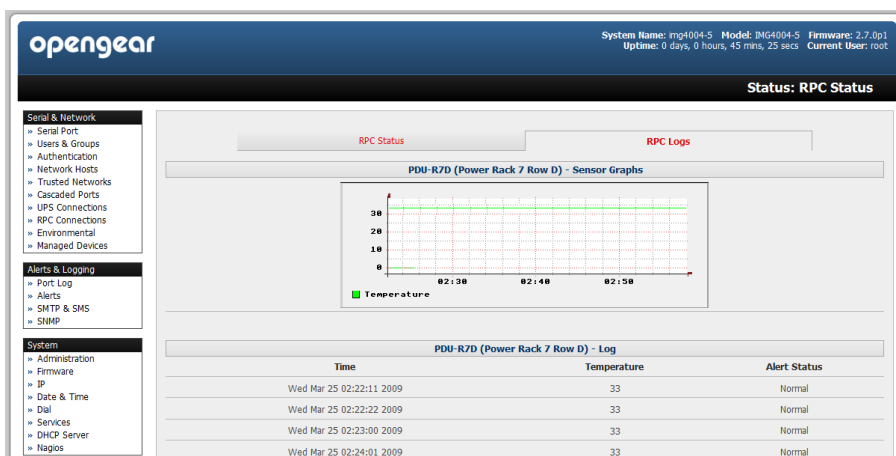 opengear
System Name: img4004-5 Model: IMG4004-5 Firmware: 2.7.0p1
Uptime: 0 days, 0 hours, 45 mins, 25 secs Current User: root
Status: RPC Status
Serial & Network
» Serial Port
» Users & Groups
» Authentication
» Network Hosts
» Trusted Networks
» Cascaded Ports
» UPS Connections
» RPC Connections
» Environmental
» Managed Devices
Alerts & Logging
» Port Log
» Alerts
» SMTP & SMS
» SNMP
System
» Administration
» Firmware
» IP
» Date & Time
» Dial
» Services
» DHCP Server
» Nagios
RPC Status RPC Logs
PDU-R7D (Power Rack 7 Row D) - Sensor Graphs
30
20
10
0
02:30 02:40 02:50
Temperature
PDU-R7D (Power Rack 7 Row D) - Log
Time Temperature Alert Status
Wed Mar 25 02:22:11 2009 33 Normal
Wed Mar 25 02:22:22 2009 33 Normal
Wed Mar 25 02:23:00 2009 33 Normal
Wed Mar 25 02:24:01 2009 33 Normal